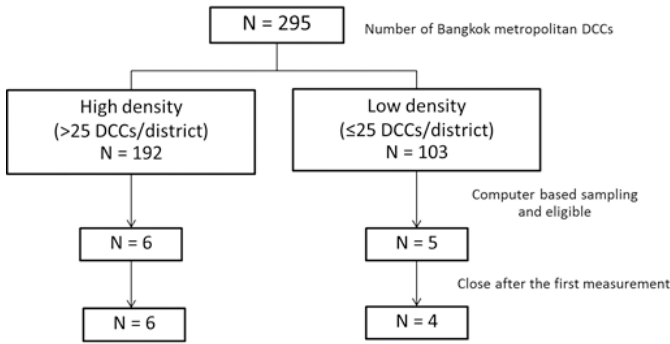 N = 295
Number of Bangkok metropolitan DCCs
High density
(>25 DCCs/district)
N = 192
Low density
(≤25 DCCs/district)
N = 103
Computer based sampling
and eligible
N = 6
N = 5
Close after the first measurement
N = 6
N = 4